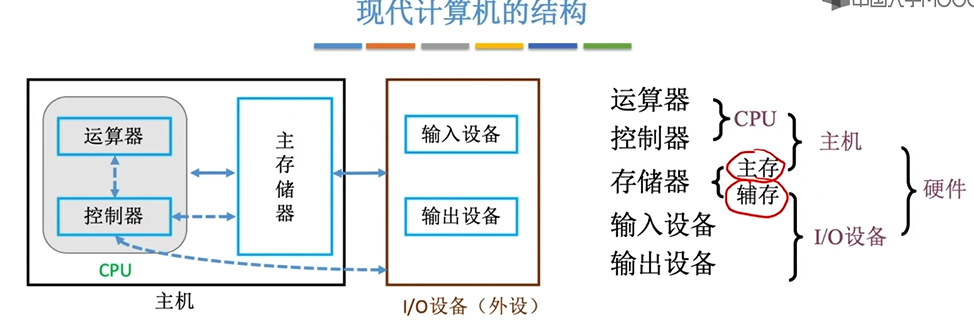 现代计算机的结构
中国大学MOOC
运算器
控制器
CPU
主存储器
主机
输入设备
输出设备
I/O设备（外设）
运算器
控制器
CPU
存储器
主存
辅存
主机
输入设备
输出设备
I/O设备
硬件